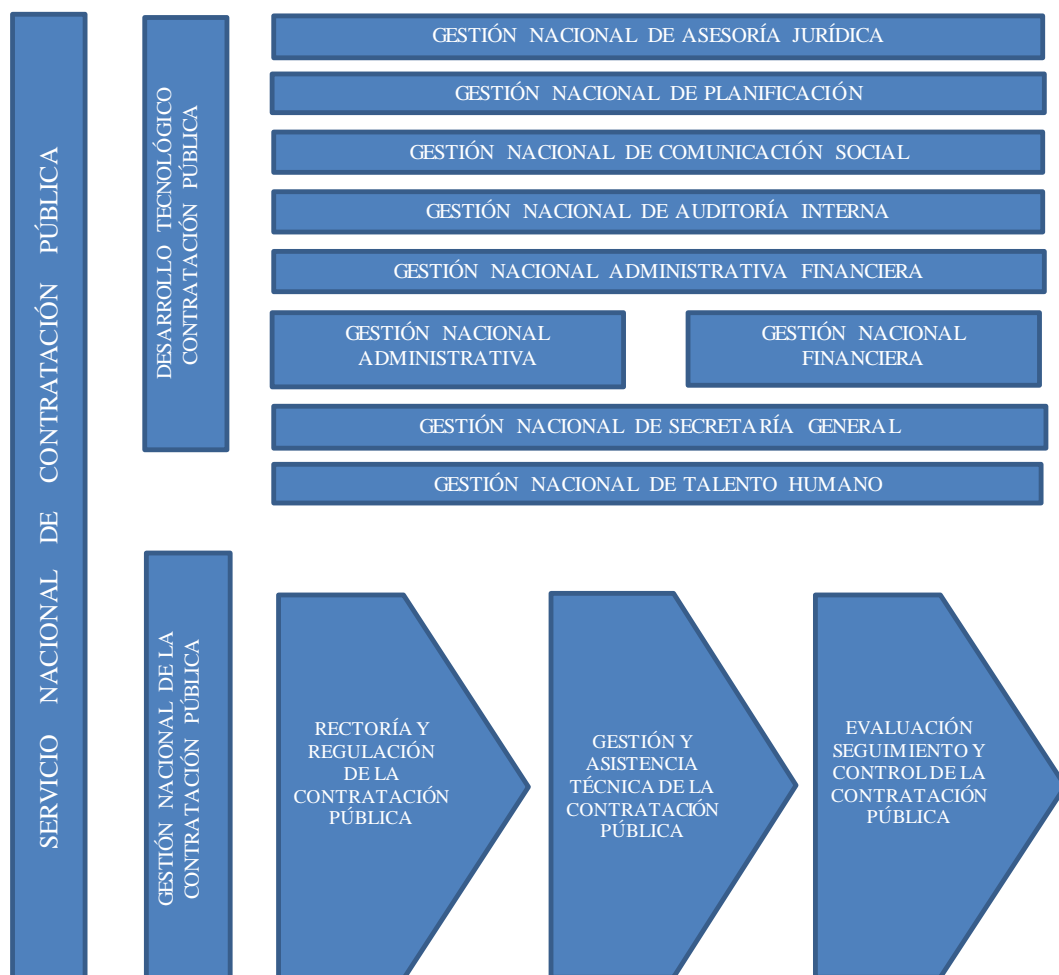 SERVICIO NACIONAL DE CONTRATACIÓN PÚBLICA
DESARROLLO TECNOLÓGICO
CONTRATACIÓN PÚBLICA
GESTIÓN NACIONAL DE ASESORÍA JURÍDICA
GESTIÓN NACIONAL DE PLANIFICACIÓN
GESTIÓN NACIONAL DE COMUNICACIÓN SOCIAL
GESTIÓN NACIONAL DE AUDITORÍA INTERNA
GESTIÓN NACIONAL ADMINISTRATIVA FINANCIERA
GESTIÓN NACIONAL
ADMINISTRATIVA
GESTIÓN NACIONAL
FINANCIERA
GESTIÓN NACIONAL DE SECRETARÍA GENERAL
GESTIÓN NACIONAL DE TALENTO HUMANO
GESTIÓN NACIONAL DE LA
CONTRATACIÓN PÚBLICA
RECTORÍA Y
REGULACIÓN
DE LA
CONTRATACIÓN
PÚBLICA
GESTIÓN Y
ASISTENCIA
TÉCNICA DE LA
CONTRATACIÓN
PÚBLICA
EVALUACIÓN
SEGUIMIENTO Y
CONTROL DE LA
CONTRATACIÓN
PÚBLICA